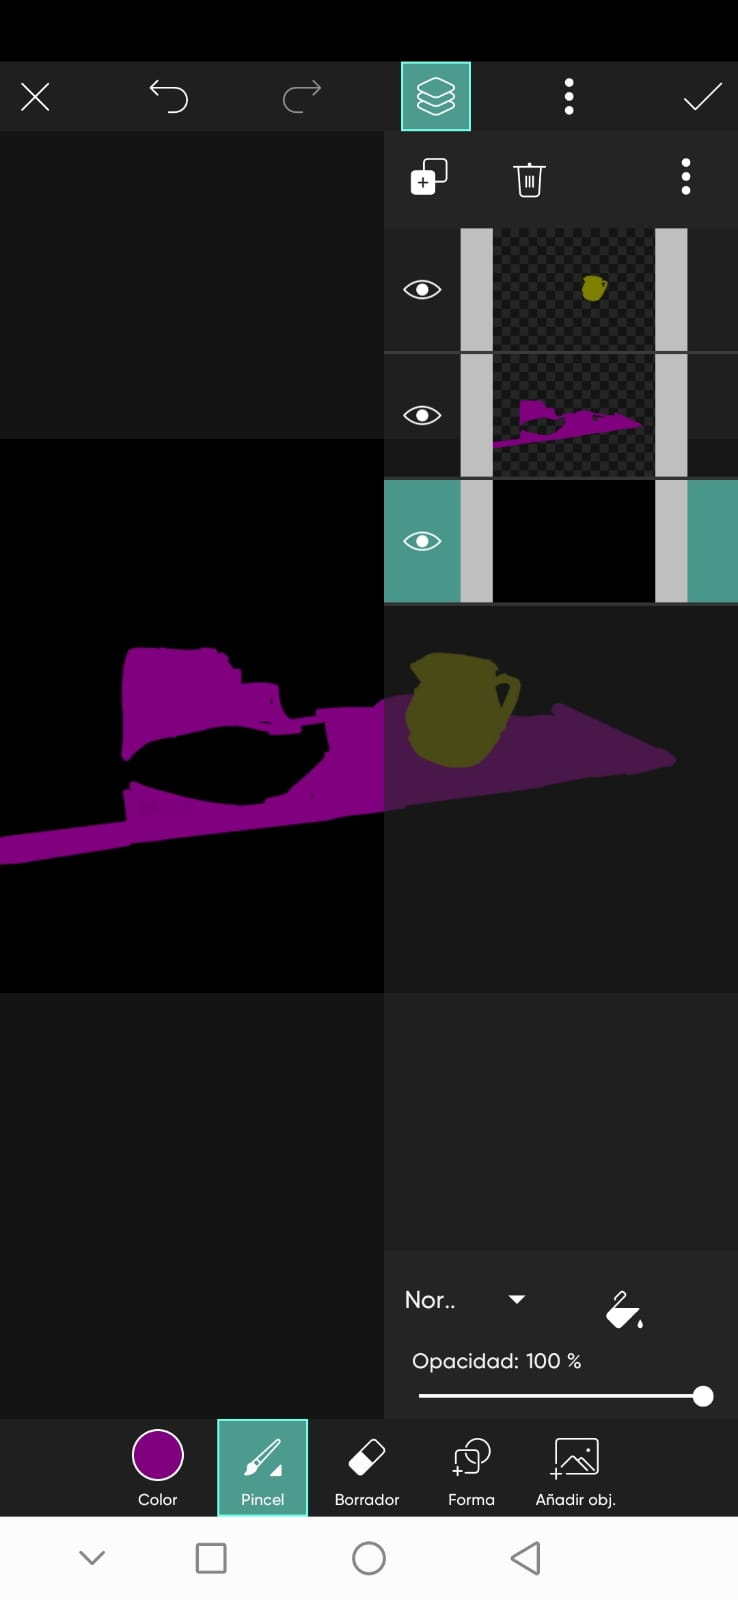 Nor..
Opacidad: 100 %
Color
Pincel
Borrador
Forma
Añadir obj.